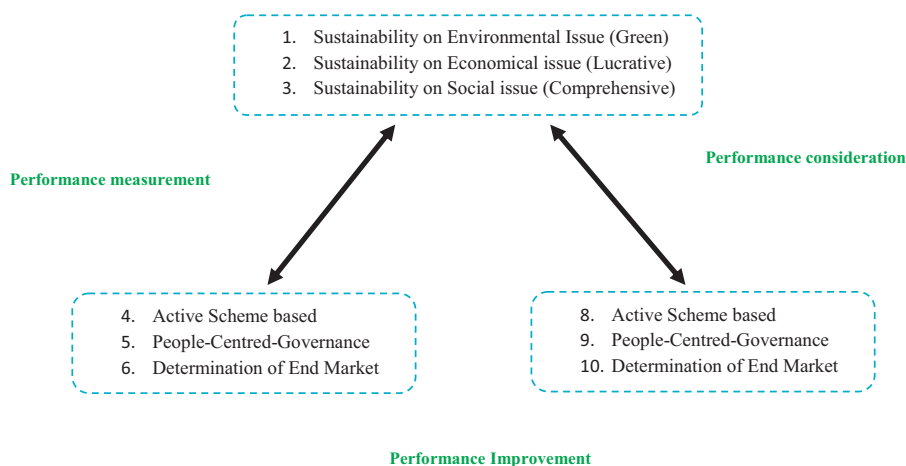 1. Sustainability on Environmental Issue (Green)
2. Sustainability on Economical issue (Lucrative)
3. Sustainability on Social issue (Comprehensive)
Performance measurement
Performance consideration
4. Active Scheme based
5. People-Centred-Governance
6. Determination of End Market
8. Active Scheme based
9. People-Centred-Governance
10. Determination of End Market
Performance Improvement